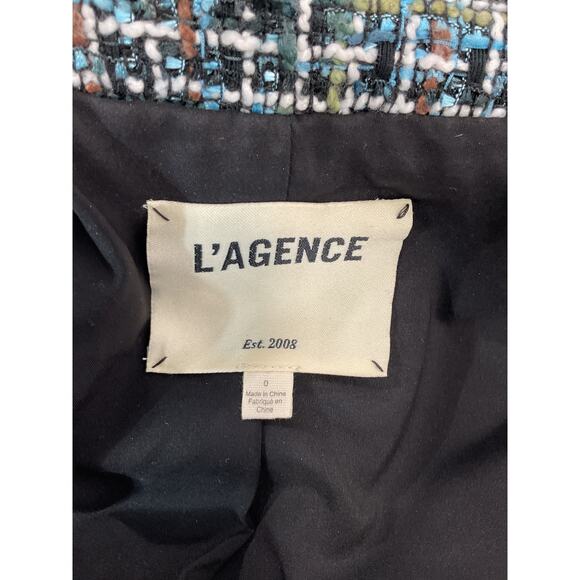 L'AGENCE
Est. 2008
0
Made in China
Fabriqué en
Chine